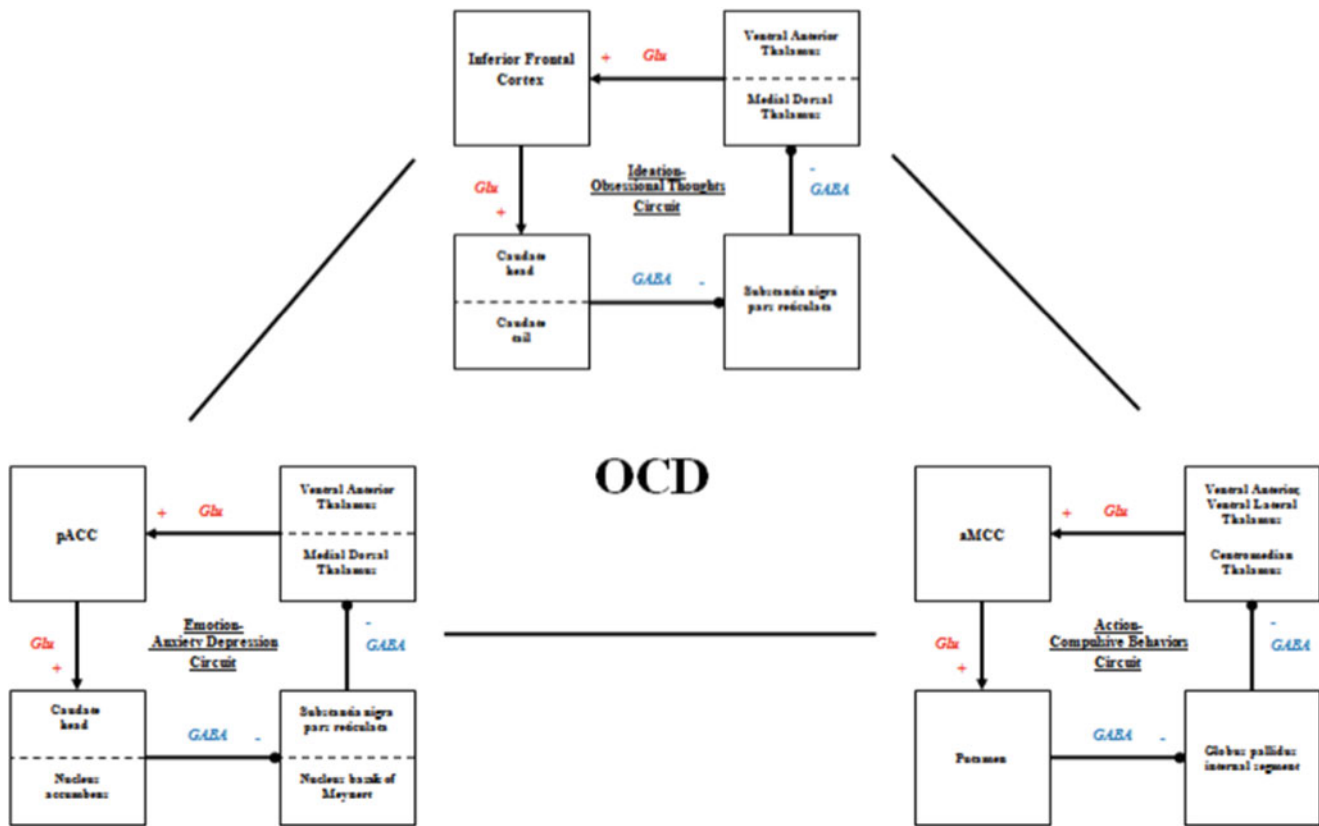 Inferior Frontal
Cortex
+ Glu
Ventral Anterior
Thalamus
Medial Dorsal
Thalamus
Glu
+
Ideation-
Obsessional Thoughts
Circuit
-
GABA
Caudate
head
Caudate
tail
GABA -
Substantia nigra
pars reticulata
OCD
pACC
+ Glu
Ventral Anterior
Thalamus
Medial Dorsal
Thalamus
Glu
+
Emotion-
Anxiety Depression
Circuit
-
GABA
Caudate
head
Nucleus
accumbens
GABA -
Substantia nigra
pars reticulata
Nucleus basalis of
Meynert
aMCC
+ Glu
Ventral Anterior,
Ventral Lateral
Thalamus
Centromedian
Thalamus
Glu
+
Action-
Compulsive Behaviors
Circuit
-
GABA
Putamen
GABA -
Globus pallidus
internal segment